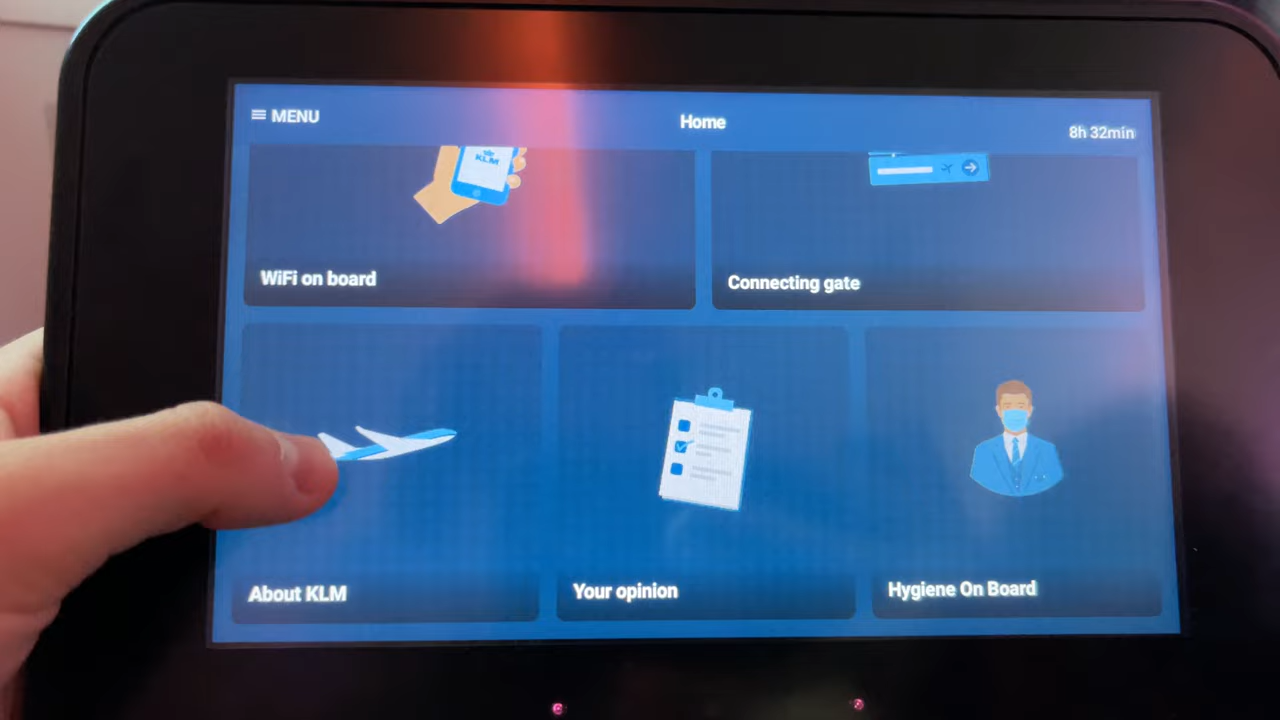 MENU
Home
8h 32min
KLM
WiFi on board
Connecting gate
About KLM
Your opinion
Hygiene On Board